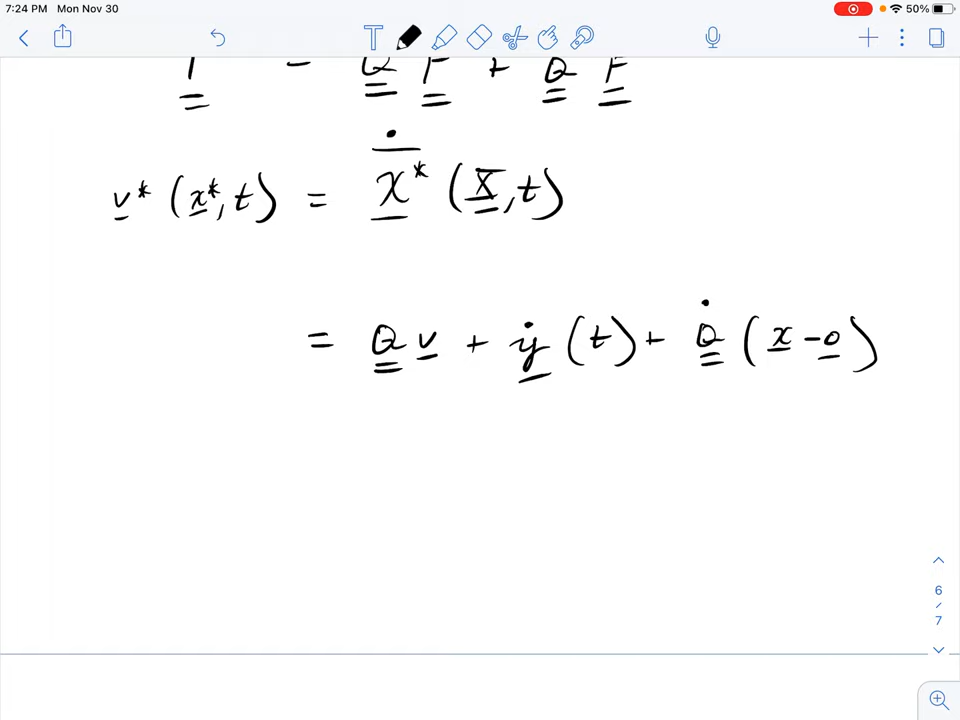 7:24 PM Mon Nov 30 50%
= Q F + Q F
v* (x*, t) = χ̇* (X, t)
= Q v + ẏ (t) + Q̇ (x - o)
6
/
7